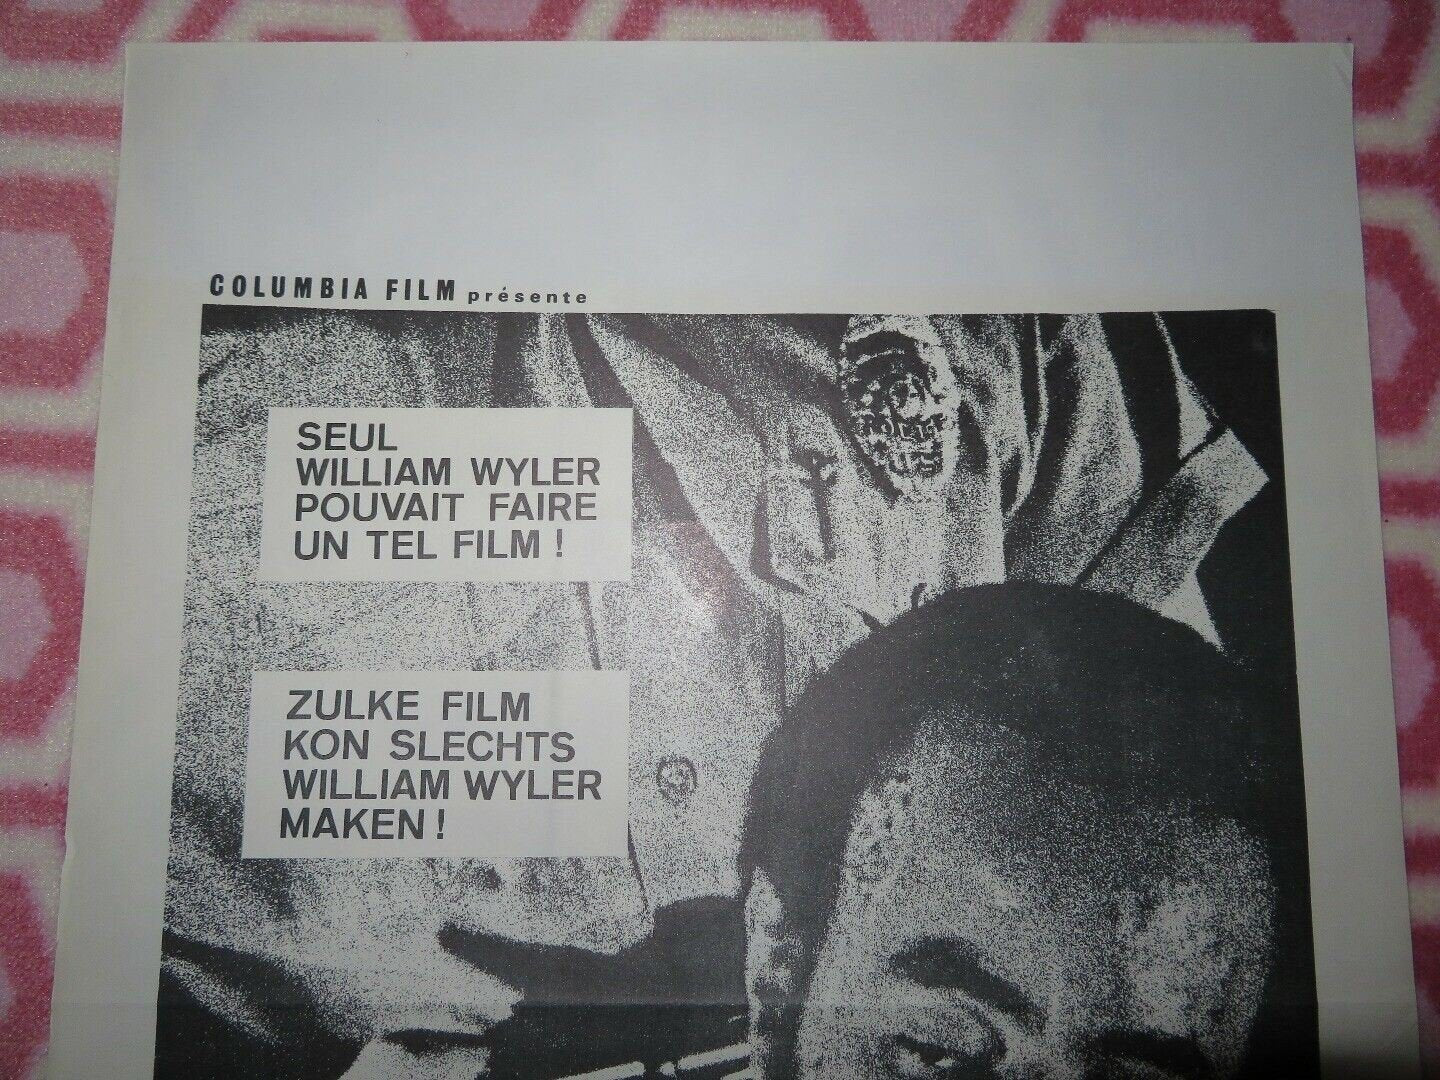 COLUMBIA FILM présente
SEUL
WILLIAM WYLER
POUVAIT FAIRE
UN TEL FILM !
ZULKE FILM
KON SLECHTS
WILLIAM WYLER
MAKEN !